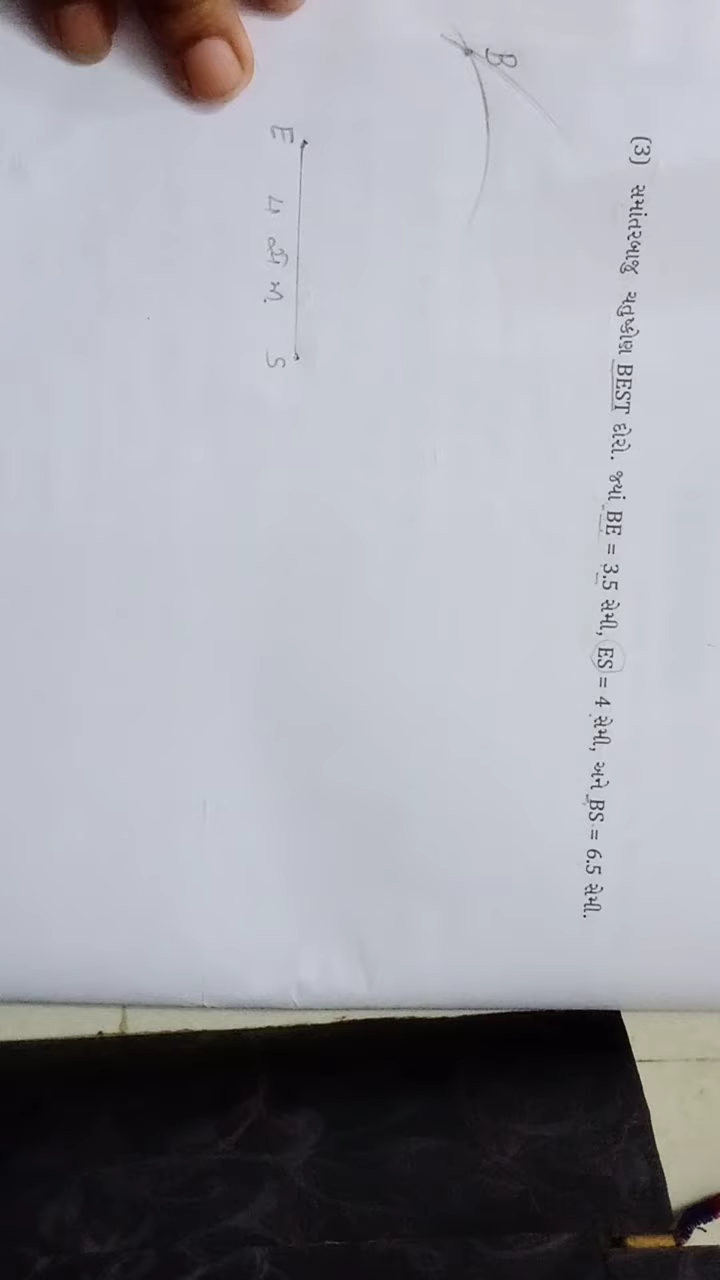 (3) સમાંતરબાજુ ચતુષ્કોણ BEST દોરો. જ્યાં BE = 3.5 સેમી, ES = 4 સેમી, અને BS = 6.5 સેમી.
B
E 4 સેમી S